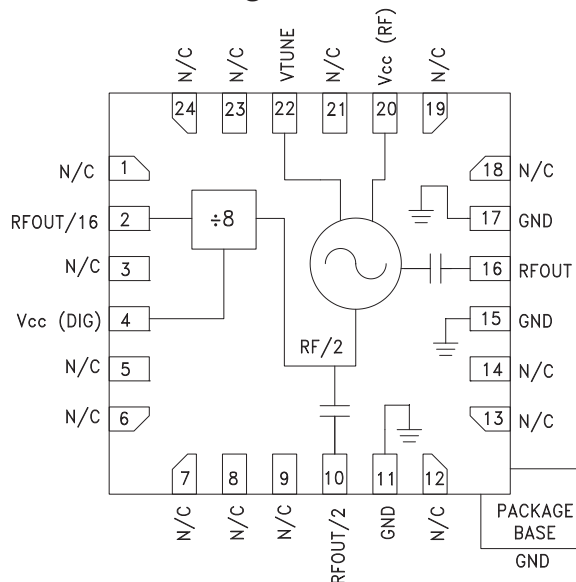 N/C
N/C
VTUNE
N/C
Vcc (RF)
N/C
24
23
22
21
20
19
N/C 1
18 N/C
RFOUT/16 2
÷8
17 GND
N/C 3
16 RFOUT
Vcc (DIG) 4
15 GND
RF/2
N/C 5
14 N/C
N/C 6
13 N/C
7
8
9
10
11
12
N/C
N/C
N/C
RFOUT/2
GND
N/C
PACKAGE
BASE
GND